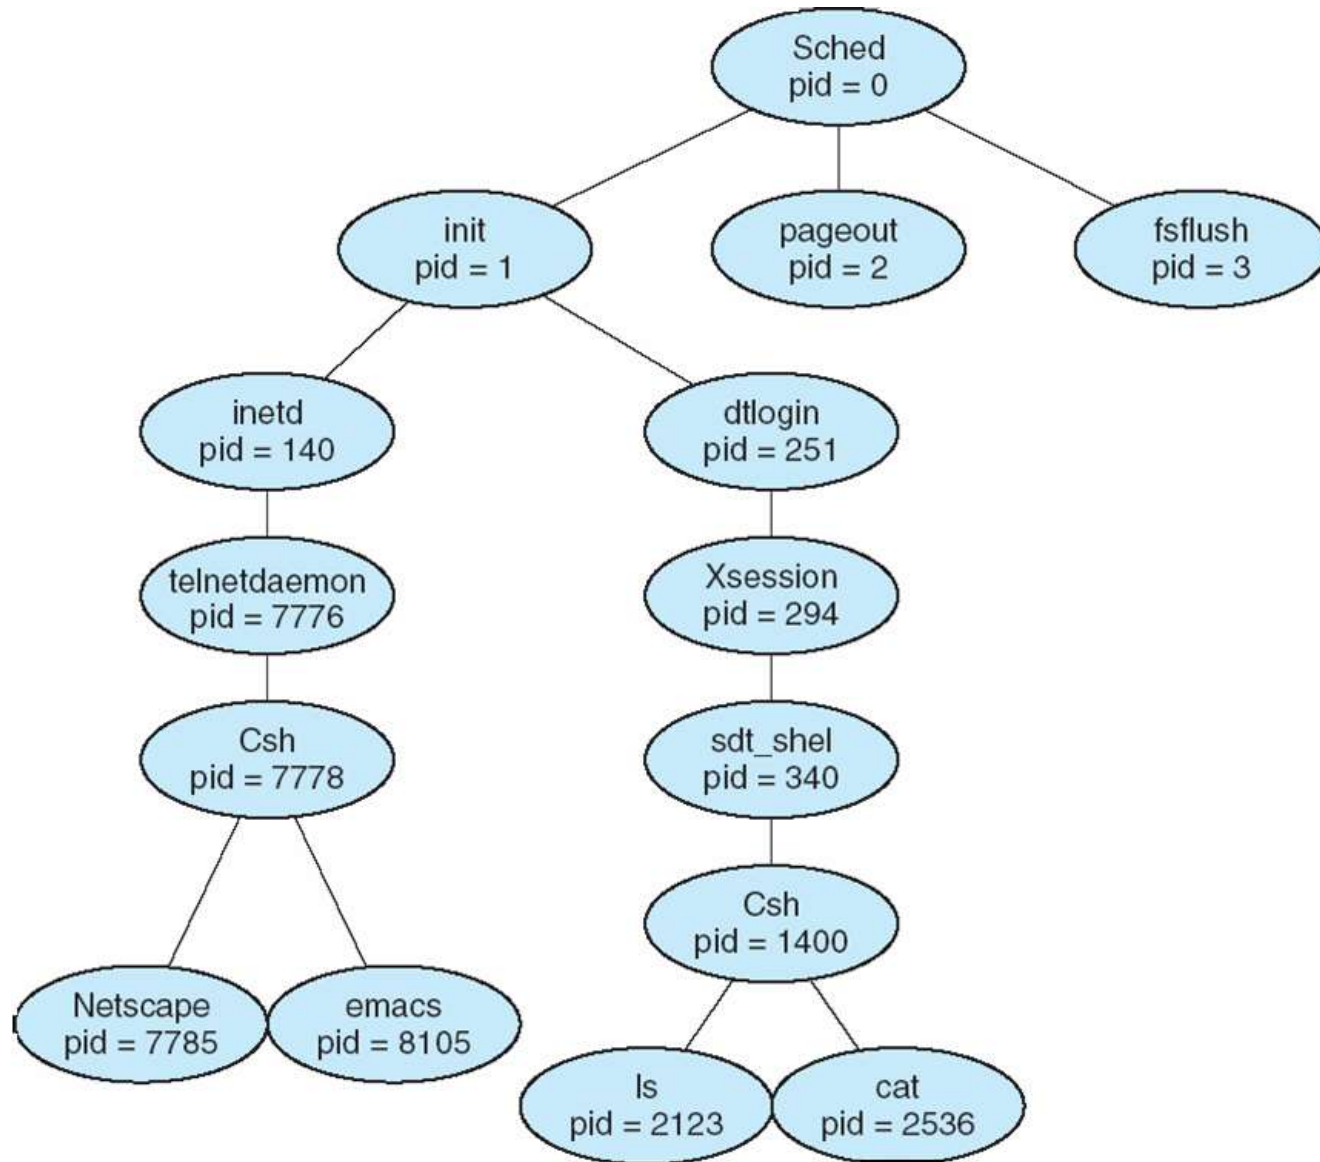 Sched
pid = 0
init
pid = 1
pageout
pid = 2
fsflush
pid = 3
inetd
pid = 140
dtlogin
pid = 251
telnetdaemon
pid = 7776
Xsession
pid = 294
Csh
pid = 7778
sdt_shel
pid = 340
Csh
pid = 1400
Netscape
pid = 7785
emacs
pid = 8105
ls
pid = 2123
cat
pid = 2536